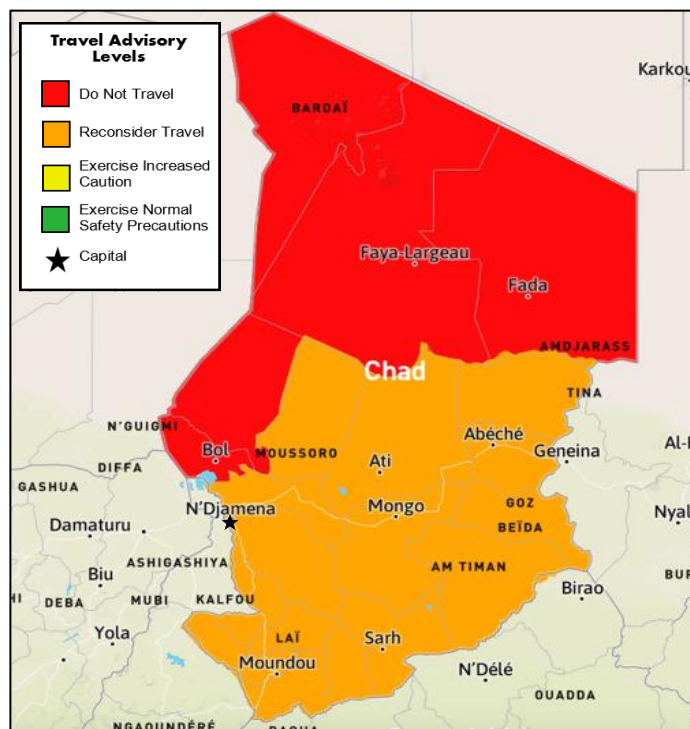 Travel Advisory
Levels
Do Not Travel
Reconsider Travel
Exercise Increased
Caution
Exercise Normal
Safety Precautions
Capital
Karkou
BARDAÏ
Faya-Largeau
Fada
AMDJARASS
Chad
TINA
N'GUIGMI
Bol
MOUSSORO
Abéché
Geneina
Al-F
DIFFA
Ati
GASHUA
N'Djamena
Mongo
GOZ
BEÏDA
Nyal
Damaturu
ASHIGASHIYA
AM TIMAN
BUR
Biu
HI
DEBA
MUBI
KALFOU
Birao
Yola
LAÏ
Sarh
Moundou
N'Délé
OUADDA
NGAOUNDÉRÉ